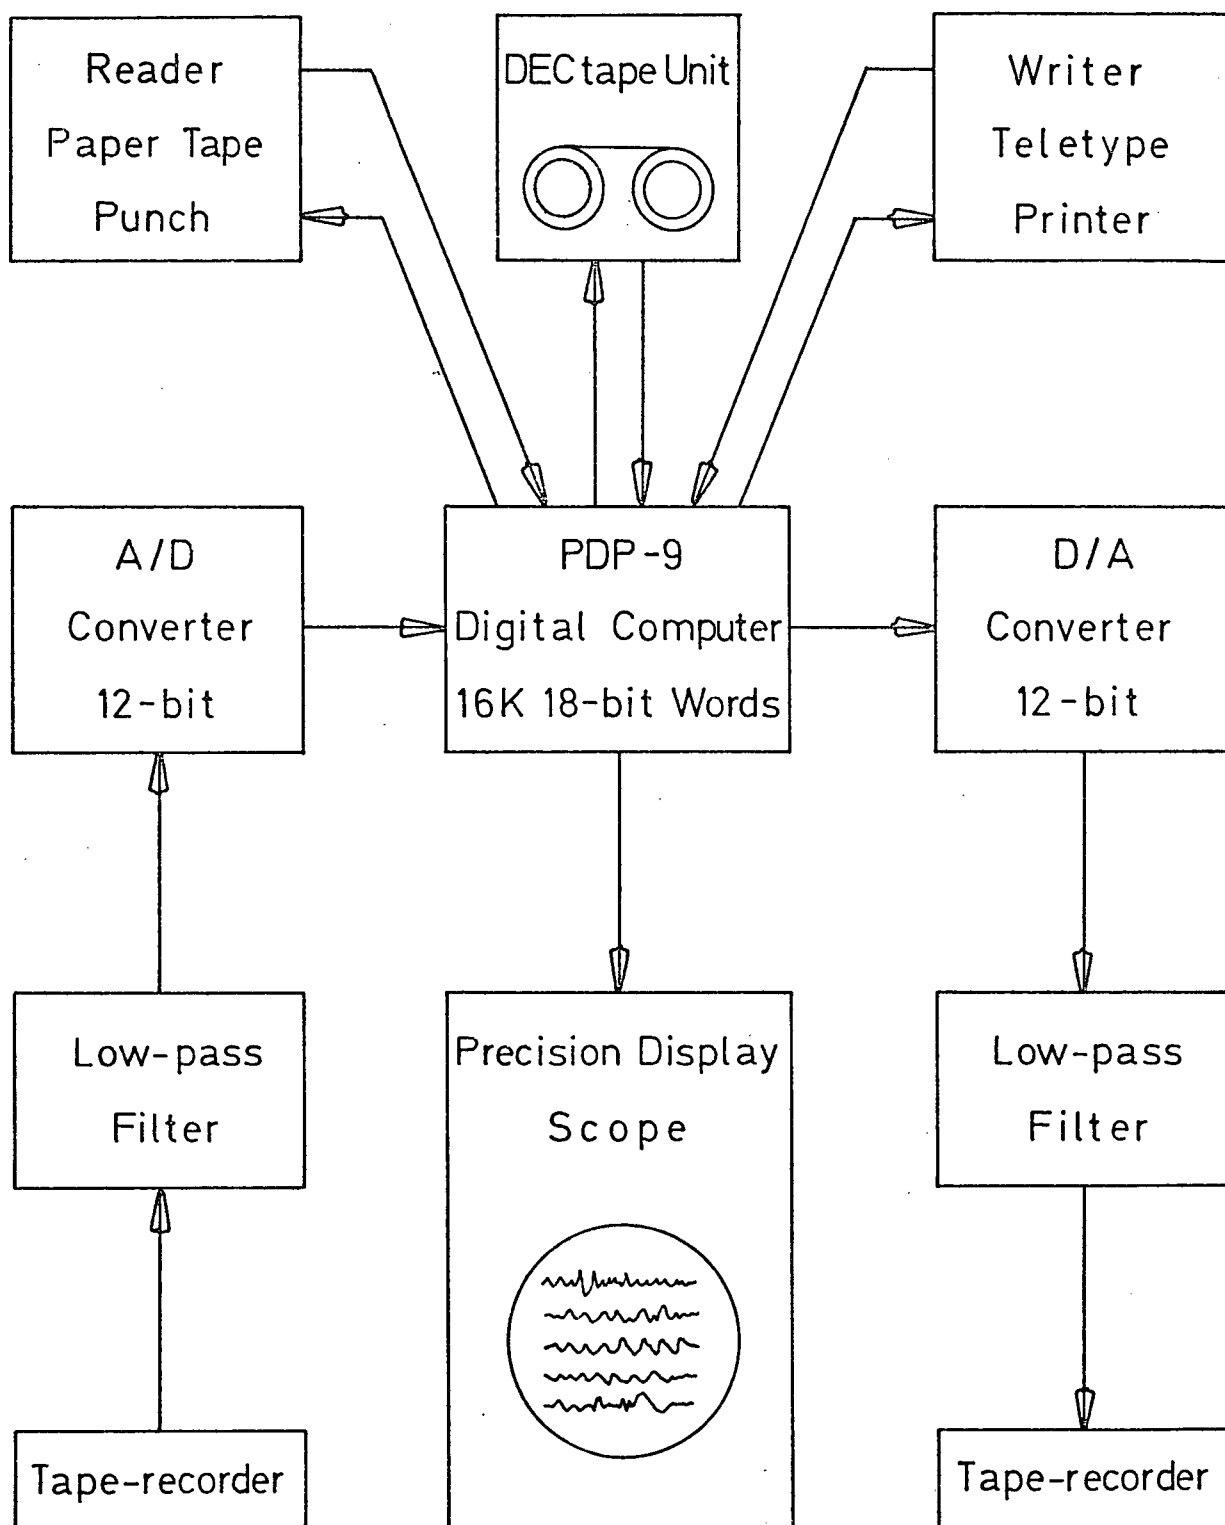 Reader
Paper Tape
Punch
DECtape Unit
Writer
Teletype
Printer
A/D
Converter
12-bit
PDP-9
Digital Computer
16K 18-bit Words
D/A
Converter
12-bit
Low-pass
Filter
Precision Display
Scope
Low-pass
Filter
Tape-recorder
Tape-recorder